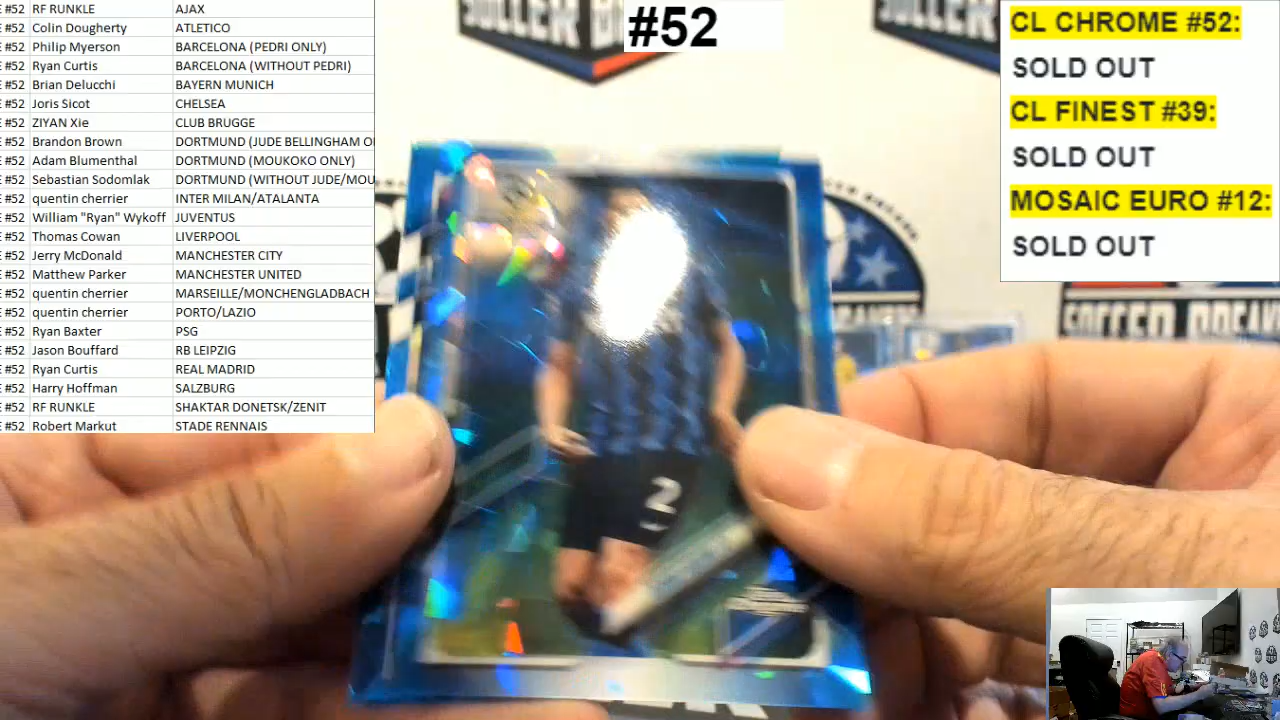 E #52 RF RUNKLE AJAX
E #52 Colin Dougherty ATLETICO
E #52 Philip Myerson BARCELONA (PEDRI ONLY)
E #52 Ryan Curtis BARCELONA (WITHOUT PEDRI)
E #52 Brian Delucchi BAYERN MUNICH
E #52 Joris Sicot CHELSEA
E #52 ZIYAN Xie CLUB BRUGGE
E #52 Brandon Brown DORTMUND (JUDE BELLINGHAM O
E #52 Adam Blumenthal DORTMUND (MOUKOKO ONLY)
E #52 Sebastian Sodomlak DORTMUND (WITHOUT JUDE/MOU
E #52 quentin cherrier INTER MILAN/ATALANTA
E #52 William "Ryan" Wykoff JUVENTUS
E #52 Thomas Cowan LIVERPOOL
E #52 Jerry McDonald MANCHESTER CITY
E #52 Matthew Parker MANCHESTER UNITED
E #52 quentin cherrier MARSEILLE/MONCHENGLADBACH
E #52 quentin cherrier PORTO/LAZIO
E #52 Ryan Baxter PSG
E #52 Jason Bouffard RB LEIPZIG
E #52 Ryan Curtis REAL MADRID
E #52 Harry Hoffman SALZBURG
E #52 RF RUNKLE SHAKTAR DONETSK/ZENIT
E #52 Robert Markut STADE RENNAIS
#52
CL CHROME #52:
SOLD OUT
CL FINEST #39:
SOLD OUT
MOSAIC EURO #12:
SOLD OUT
2